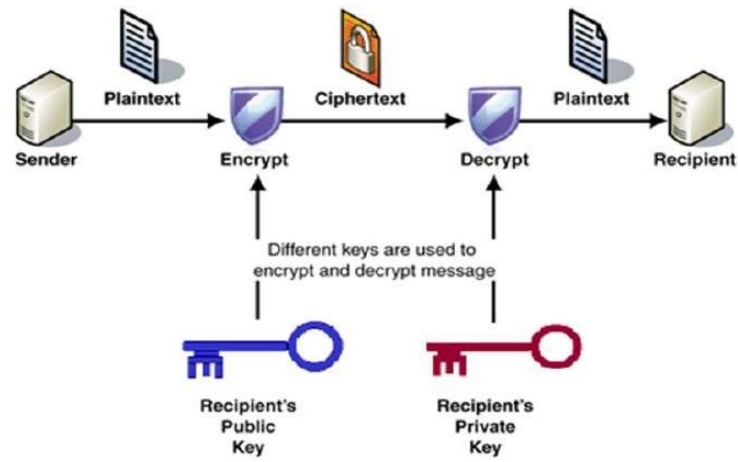 Plaintext
Ciphertext
Plaintext
Sender
Encrypt
Decrypt
Recipient
Different keys are used to
encrypt and decrypt message
Recipient's
Public
Key
Recipient's
Private
Key